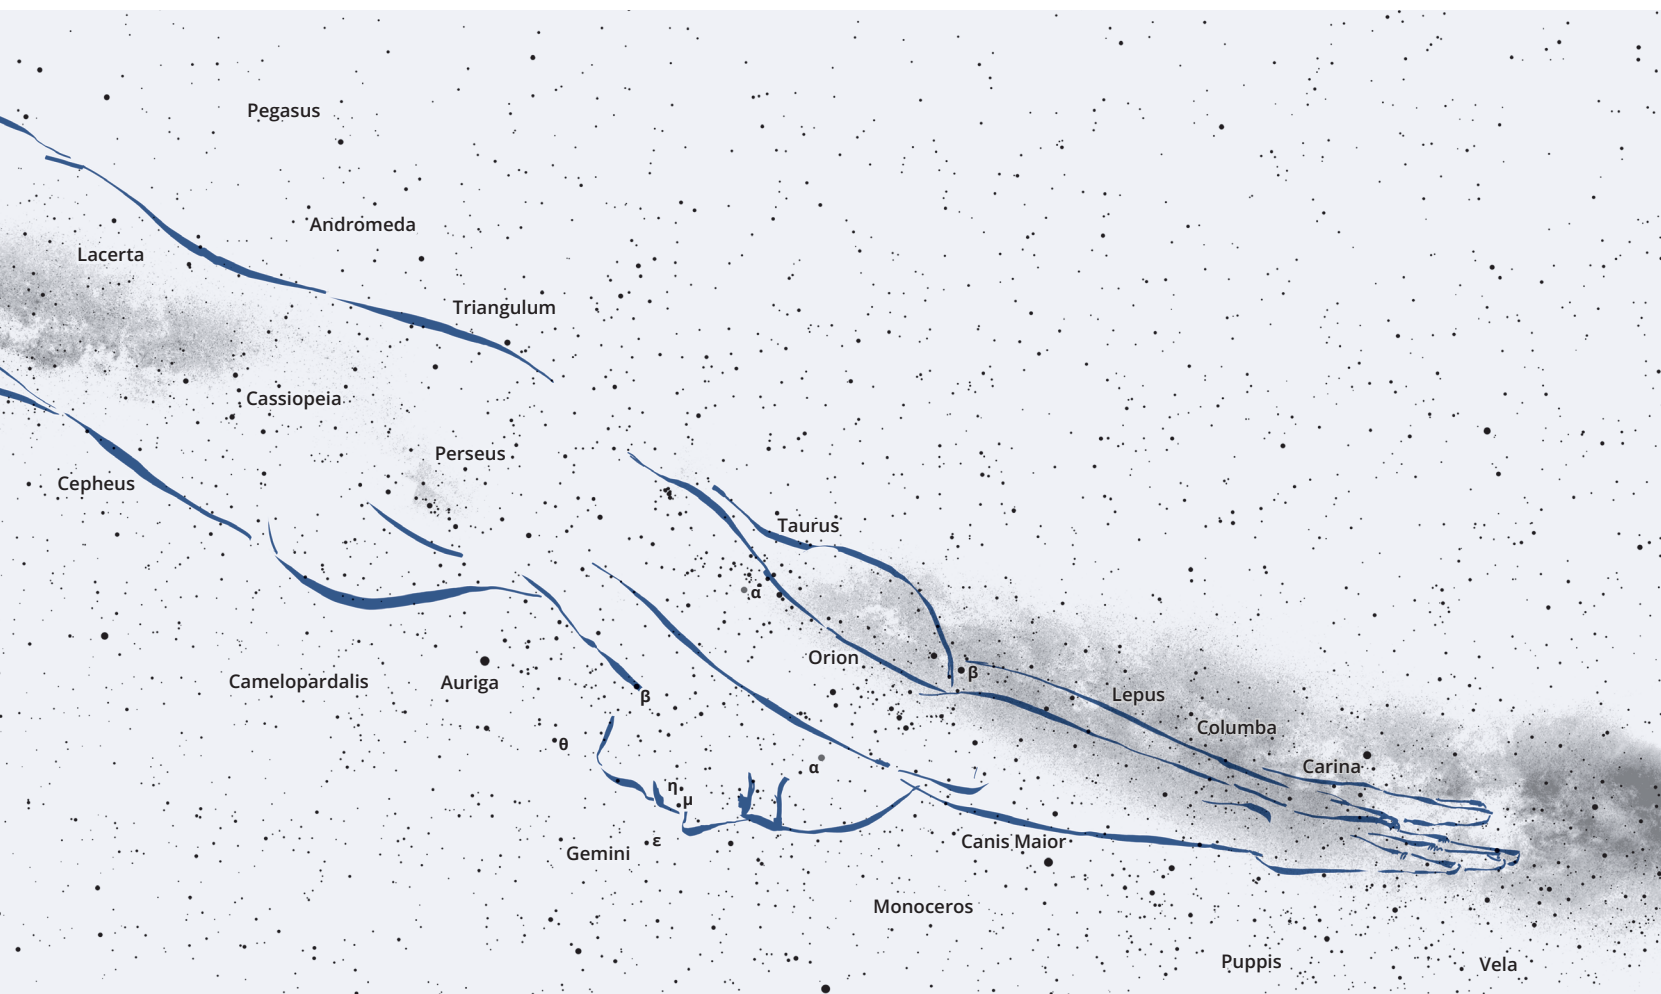 Pegasus
Andromeda
Lacerta
Triangulum
Cassiopeia
Perseus
Cepheus
Taurus
α
Orion
β
Camelopardalis
Auriga
β
Lepus
Columba
θ
α
Carina
η
μ
ε
Gemini
Canis Maior
Monoceros
Puppis
Vela